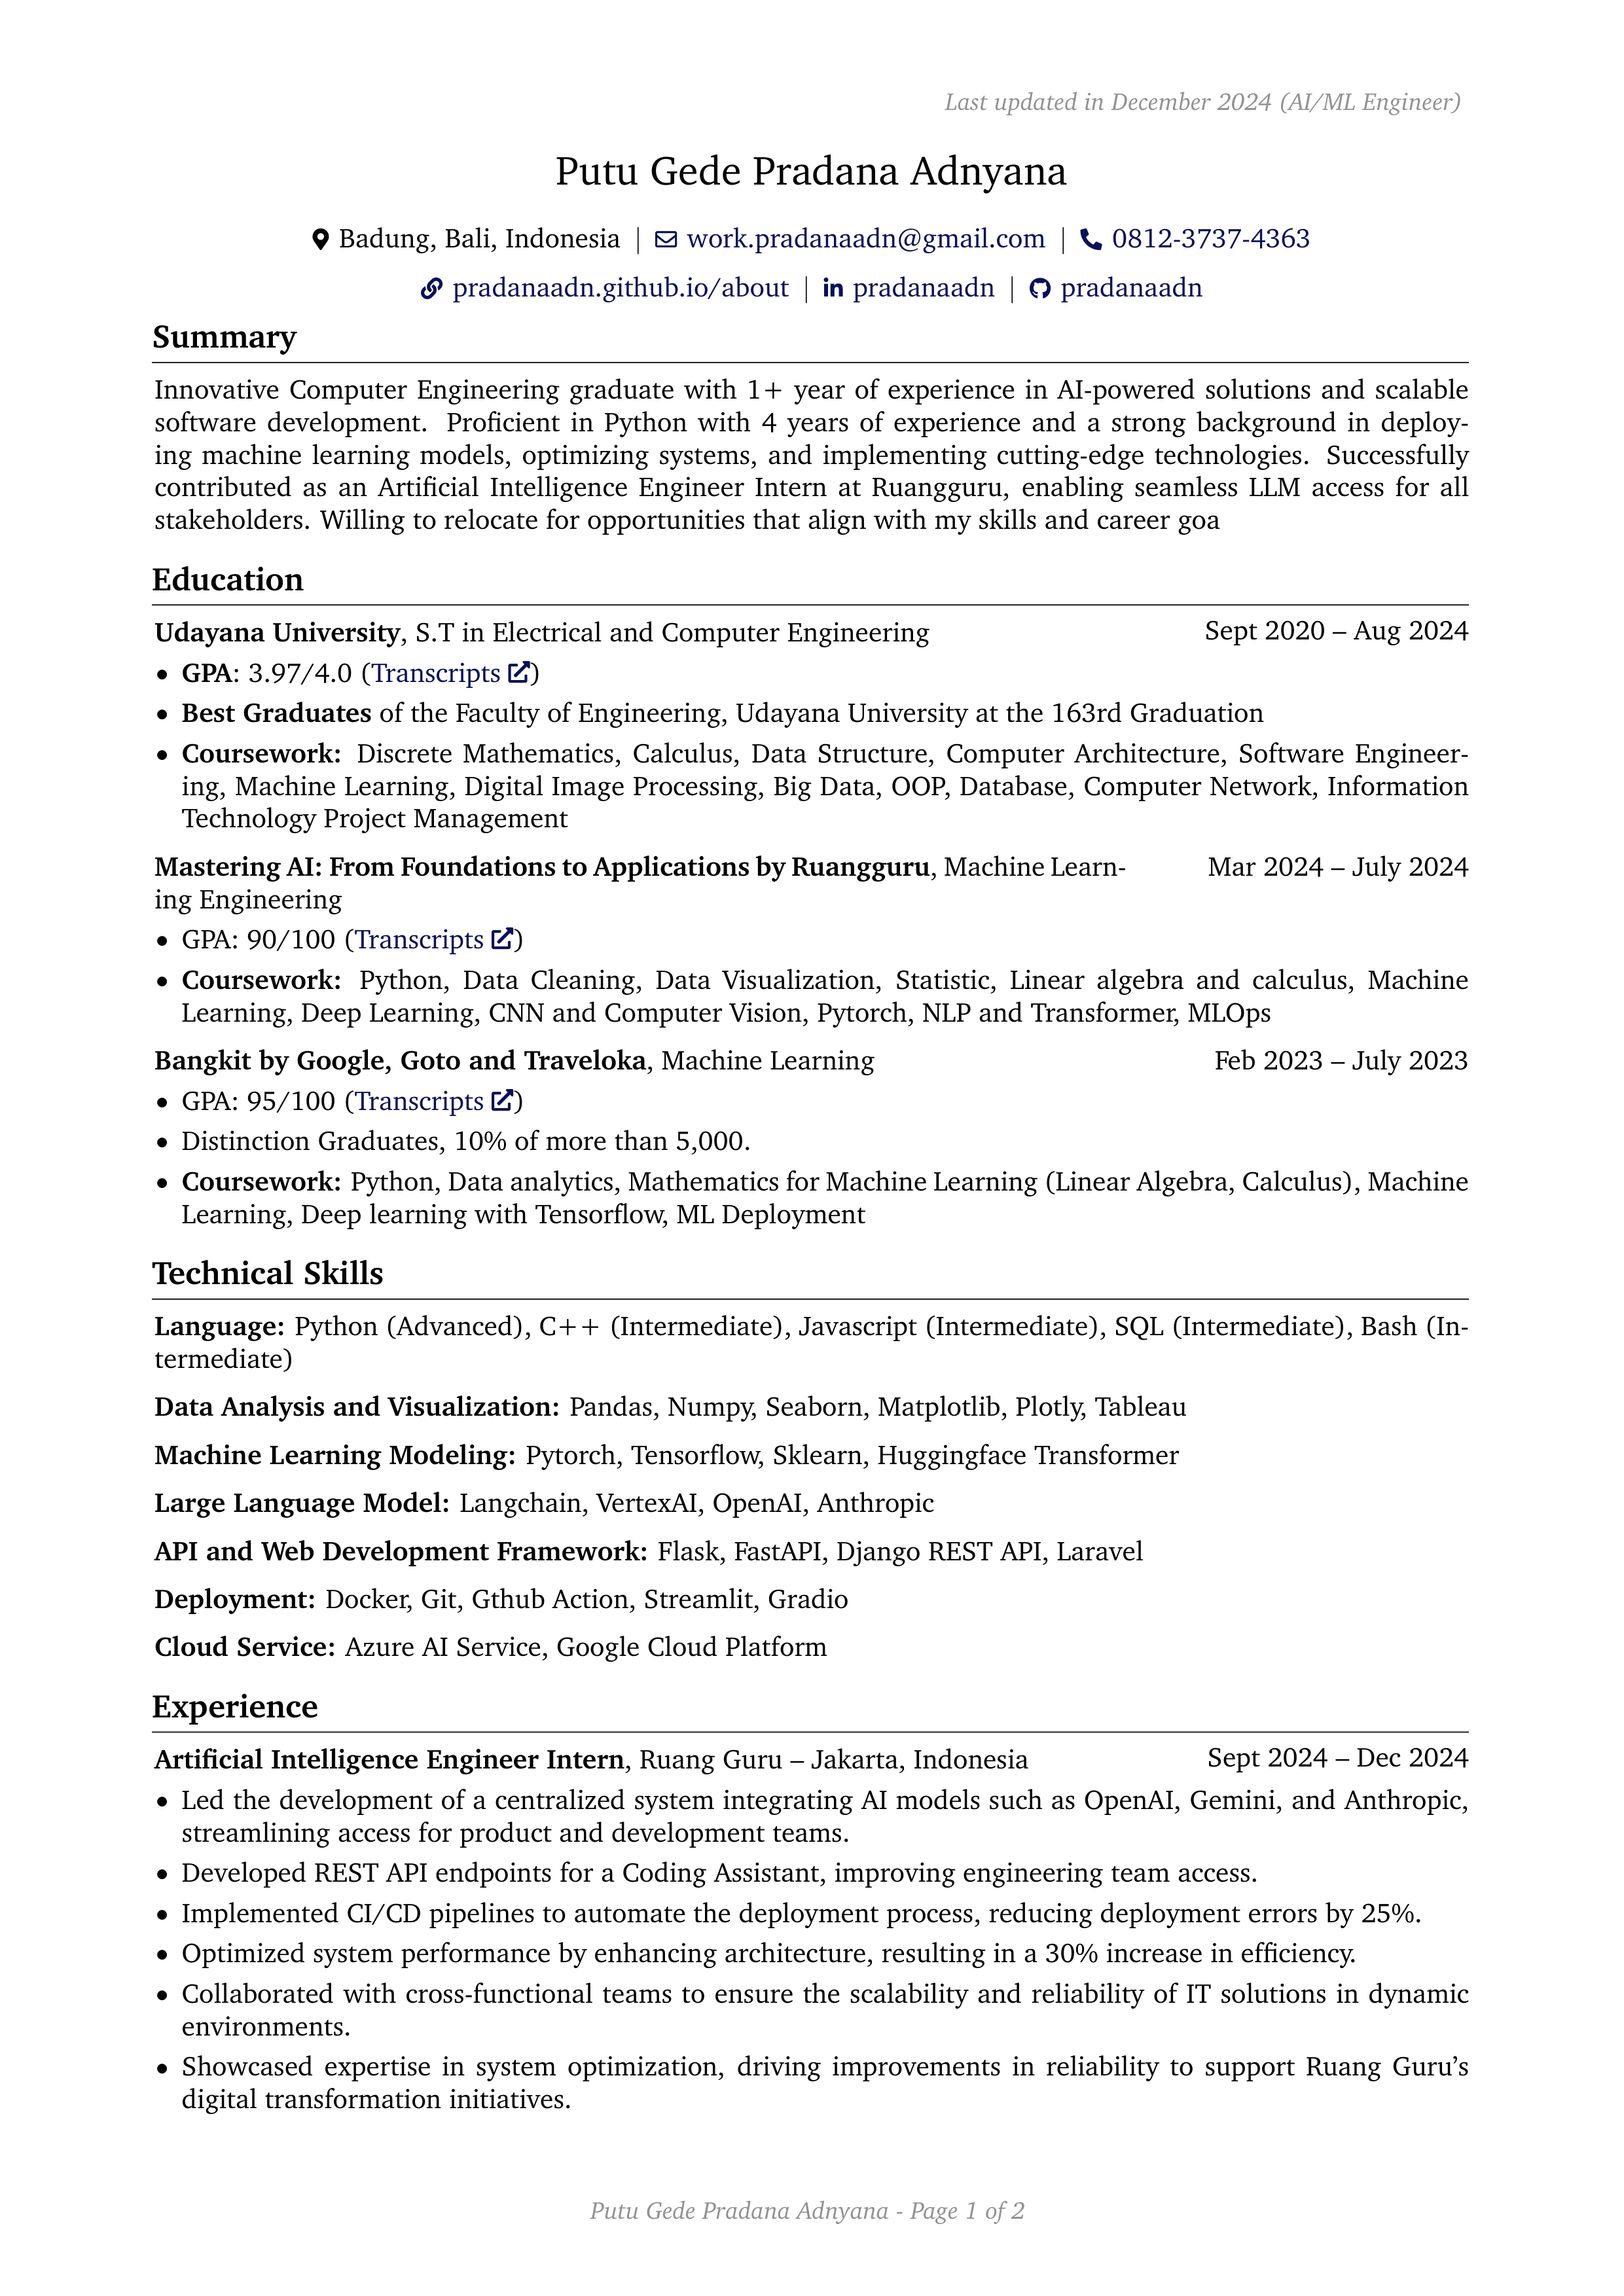 Last updated in December 2024 (AI/ML Engineer)
Putu Gede Pradana Adnyana
Badung, Bali, Indonesia | work.pradanaadn@gmail.com | 0812-3737-4363
pradanaadn.github.io/about | pradanaadn | pradanaadn
Summary
Innovative Computer Engineering graduate with 1+ year of experience in AI-powered solutions and scalable
software development. Proficient in Python with 4 years of experience and a strong background in deploy-
ing machine learning models, optimizing systems, and implementing cutting-edge technologies. Successfully
contributed as an Artificial Intelligence Engineer Intern at Ruangguru, enabling seamless LLM access for all
stakeholders. Willing to relocate for opportunities that align with my skills and career goa
Education
Udayana University, S.T in Electrical and Computer Engineering Sept 2020 – Aug 2024
• GPA: 3.97/4.0 (Transcripts)
• Best Graduates of the Faculty of Engineering, Udayana University at the 163rd Graduation
• Coursework: Discrete Mathematics, Calculus, Data Structure, Computer Architecture, Software Engineer-
ing, Machine Learning, Digital Image Processing, Big Data, OOP, Database, Computer Network, Information
Technology Project Management
Mastering AI: From Foundations to Applications by Ruangguru, Machine Learn- Mar 2024 – July 2024
ing Engineering
• GPA: 90/100 (Transcripts)
• Coursework: Python, Data Cleaning, Data Visualization, Statistic, Linear algebra and calculus, Machine
Learning, Deep Learning, CNN and Computer Vision, Pytorch, NLP and Transformer, MLOps
Bangkit by Google, Goto and Traveloka, Machine Learning Feb 2023 – July 2023
• GPA: 95/100 (Transcripts)
• Distinction Graduates, 10% of more than 5,000.
• Coursework: Python, Data analytics, Mathematics for Machine Learning (Linear Algebra, Calculus), Machine
Learning, Deep learning with Tensorflow, ML Deployment
Technical Skills
Language: Python (Advanced), C++ (Intermediate), Javascript (Intermediate), SQL (Intermediate), Bash (In-
termediate)
Data Analysis and Visualization: Pandas, Numpy, Seaborn, Matplotlib, Plotly, Tableau
Machine Learning Modeling: Pytorch, Tensorflow, Sklearn, Huggingface Transformer
Large Language Model: Langchain, VertexAI, OpenAI, Anthropic
API and Web Development Framework: Flask, FastAPI, Django REST API, Laravel
Deployment: Docker, Git, Gthub Action, Streamlit, Gradio
Cloud Service: Azure AI Service, Google Cloud Platform
Experience
Artificial Intelligence Engineer Intern, Ruang Guru – Jakarta, Indonesia Sept 2024 – Dec 2024
• Led the development of a centralized system integrating AI models such as OpenAI, Gemini, and Anthropic,
streamlining access for product and development teams.
• Developed REST API endpoints for a Coding Assistant, improving engineering team access.
• Implemented CI/CD pipelines to automate the deployment process, reducing deployment errors by 25%.
• Optimized system performance by enhancing architecture, resulting in a 30% increase in efficiency.
• Collaborated with cross-functional teams to ensure the scalability and reliability of IT solutions in dynamic
environments.
• Showcased expertise in system optimization, driving improvements in reliability to support Ruang Guru’s
digital transformation initiatives.
Putu Gede Pradana Adnyana - Page 1 of 2